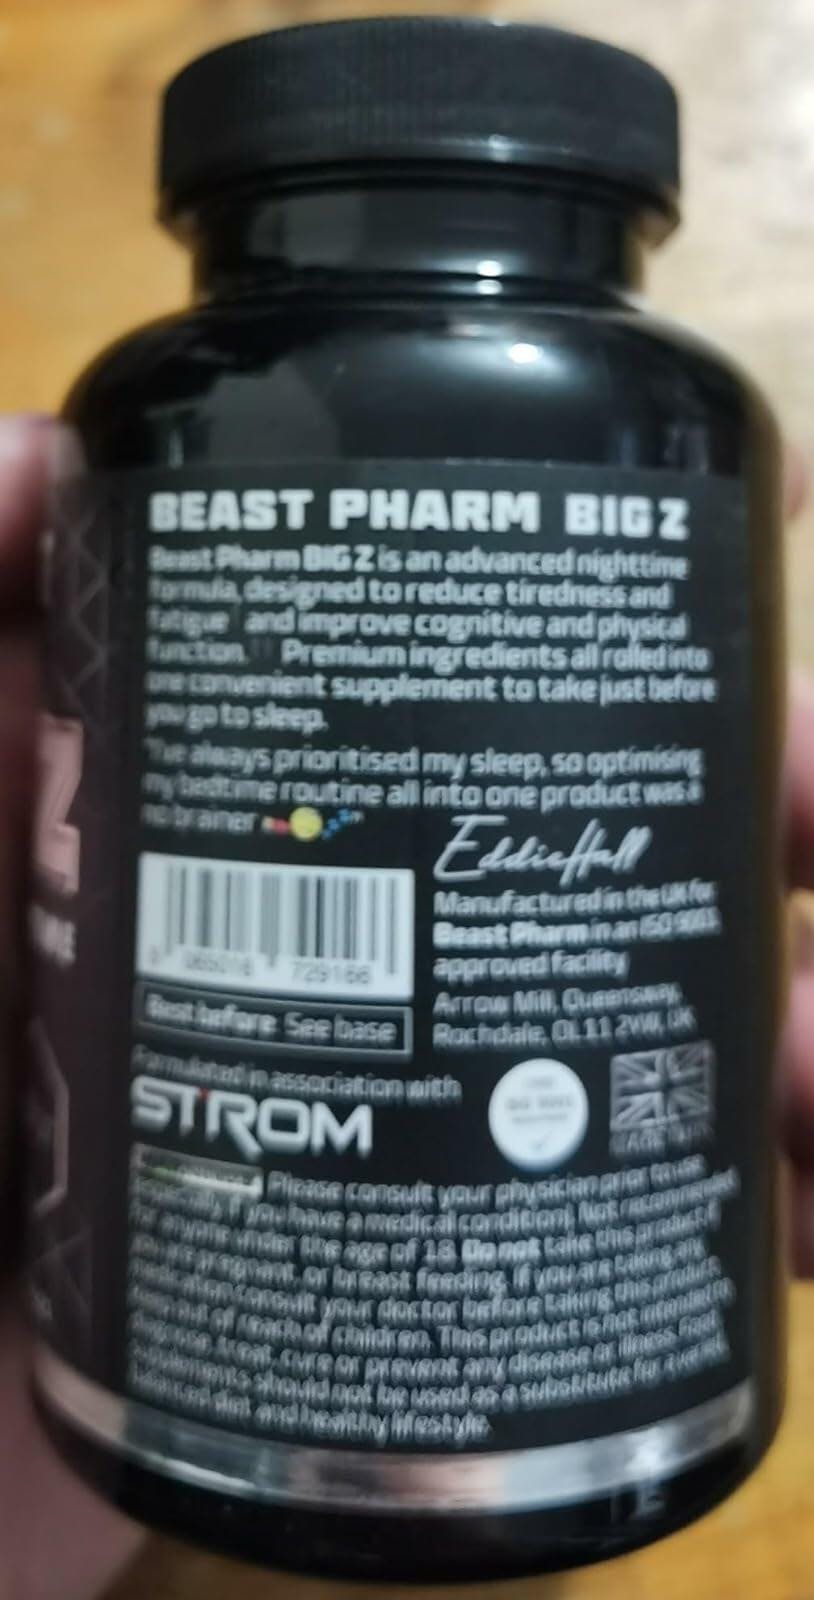 BEAST PHARM BIG Z
Beast Pharm BIG Z is an advanced nighttime
formula, designed to reduce tiredness and
fatigue and improve cognitive and physical
function. Premium ingredients all rolled into
one convenient supplement to take just before
you go to sleep.
"I've always prioritised my sleep, so optimising
my bedtime routine all into one product was a
no brainer"
Eddie Hall
Manufactured in the UK for
Beast Pharm in an ISO 9001
approved facility
Arrow Mill, Queensway,
Rochdale, OL11 2YW, UK
729166
Best before: See base
Formulated in association with
STROM
Please consult your physician prior to use
especially if you have a medical condition. Not recommended
for anyone under the age of 18. Do not take this product if
you are pregnant, or breast feeding. If you are taking any
medication consult your doctor before taking this product.
Keep out of reach of children. This product is not intended to
diagnose, treat, cure or prevent any disease or illness. Food
supplements should not be used as a substitute for a varied,
balanced diet and healthy lifestyle.
Z